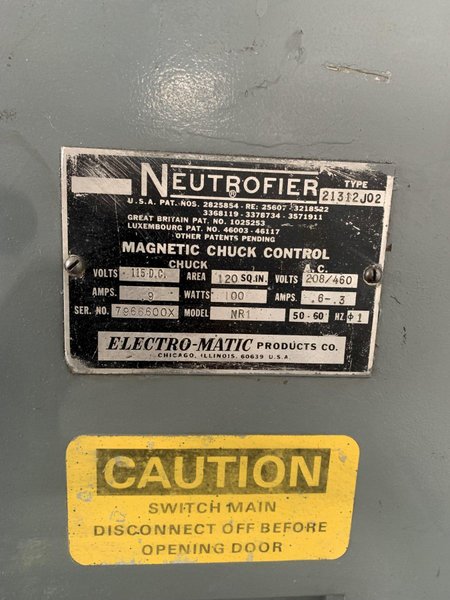 NEUTROFIER®
TYPE
21312J02
U.S.A. PAT. NOS. 2825854 - RE: 25607 - 3218522
3368119 - 3378734 - 3571911
GREAT BRITAIN PAT. NO. 1025253
LUXEMBOURG PAT. NO. 46003 - 46117
OTHER PATENTS PENDING
MAGNETIC CHUCK CONTROL
CHUCK A.C.
VOLTS 115 D.C. AREA 120 SQ.IN. VOLTS 208/460
AMPS. .9 WATTS 100 AMPS. .6-.3
SER. NO. 7966600X MODEL NR1 50-60 HZ. Φ 1
ELECTRO-MATIC PRODUCTS CO.
CHICAGO, ILLINOIS, 60639 U.S.A.
CAUTION
SWITCH MAIN
DISCONNECT OFF BEFORE
OPENING DOOR